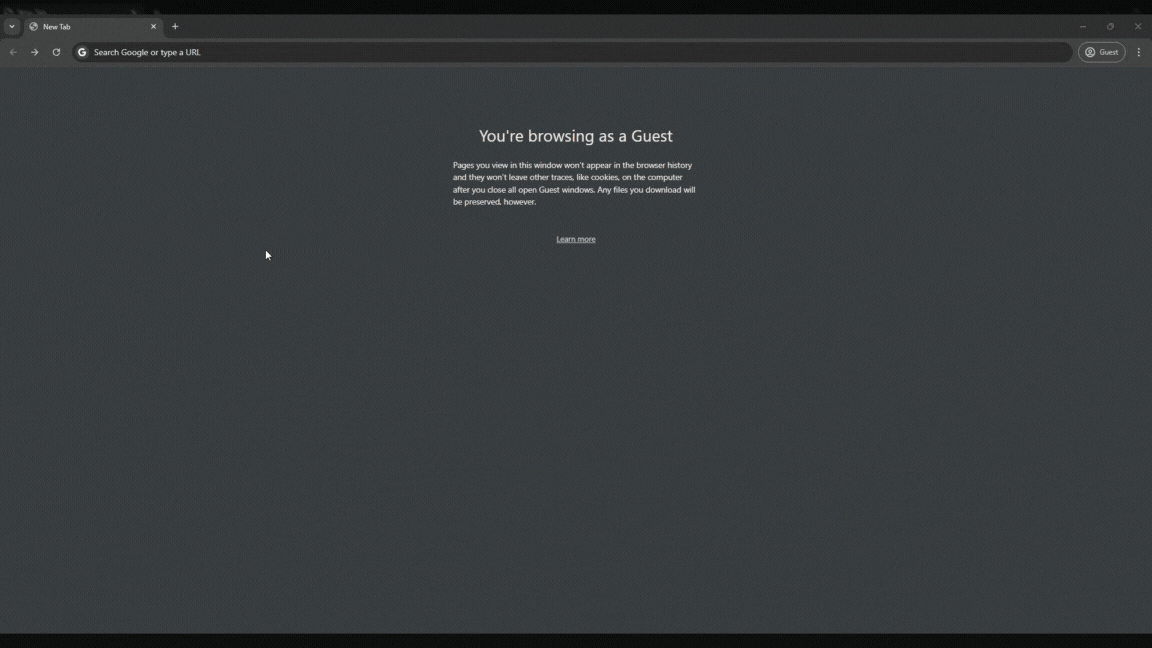 New Tab
Search Google or type a URL
Guest
You're browsing as a Guest
Pages you view in this window won't appear in the browser history
and they won't leave other traces, like cookies, on the computer
after you close all open Guest windows. Any files you download will
be preserved, however.
Learn more